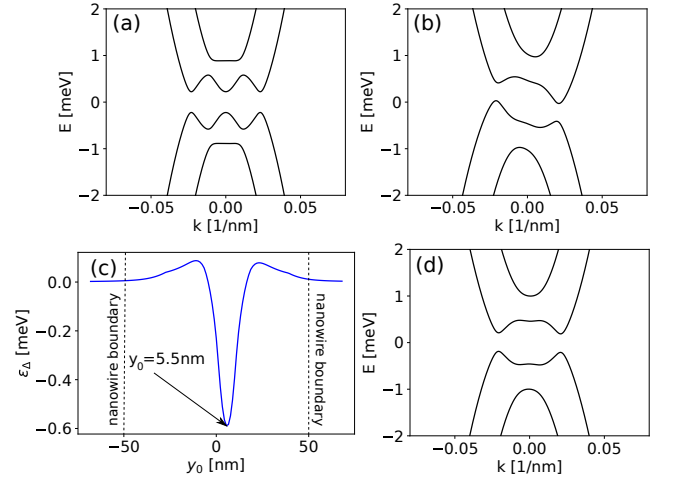 (a)
2
1
0
−1
−2
E [meV]
−0.05
0.00
0.05
k [1/nm]
(b)
2
1
0
−1
−2
E [meV]
−0.05
0.00
0.05
k [1/nm]
(c)
0.0
−0.2
−0.4
−0.6
ε_Δ [meV]
nanowire boundary
y₀=5.5nm
nanowire boundary
−50
0
50
y₀ [nm]
(d)
2
1
0
−1
−2
E [meV]
−0.05
0.00
0.05
k [1/nm]